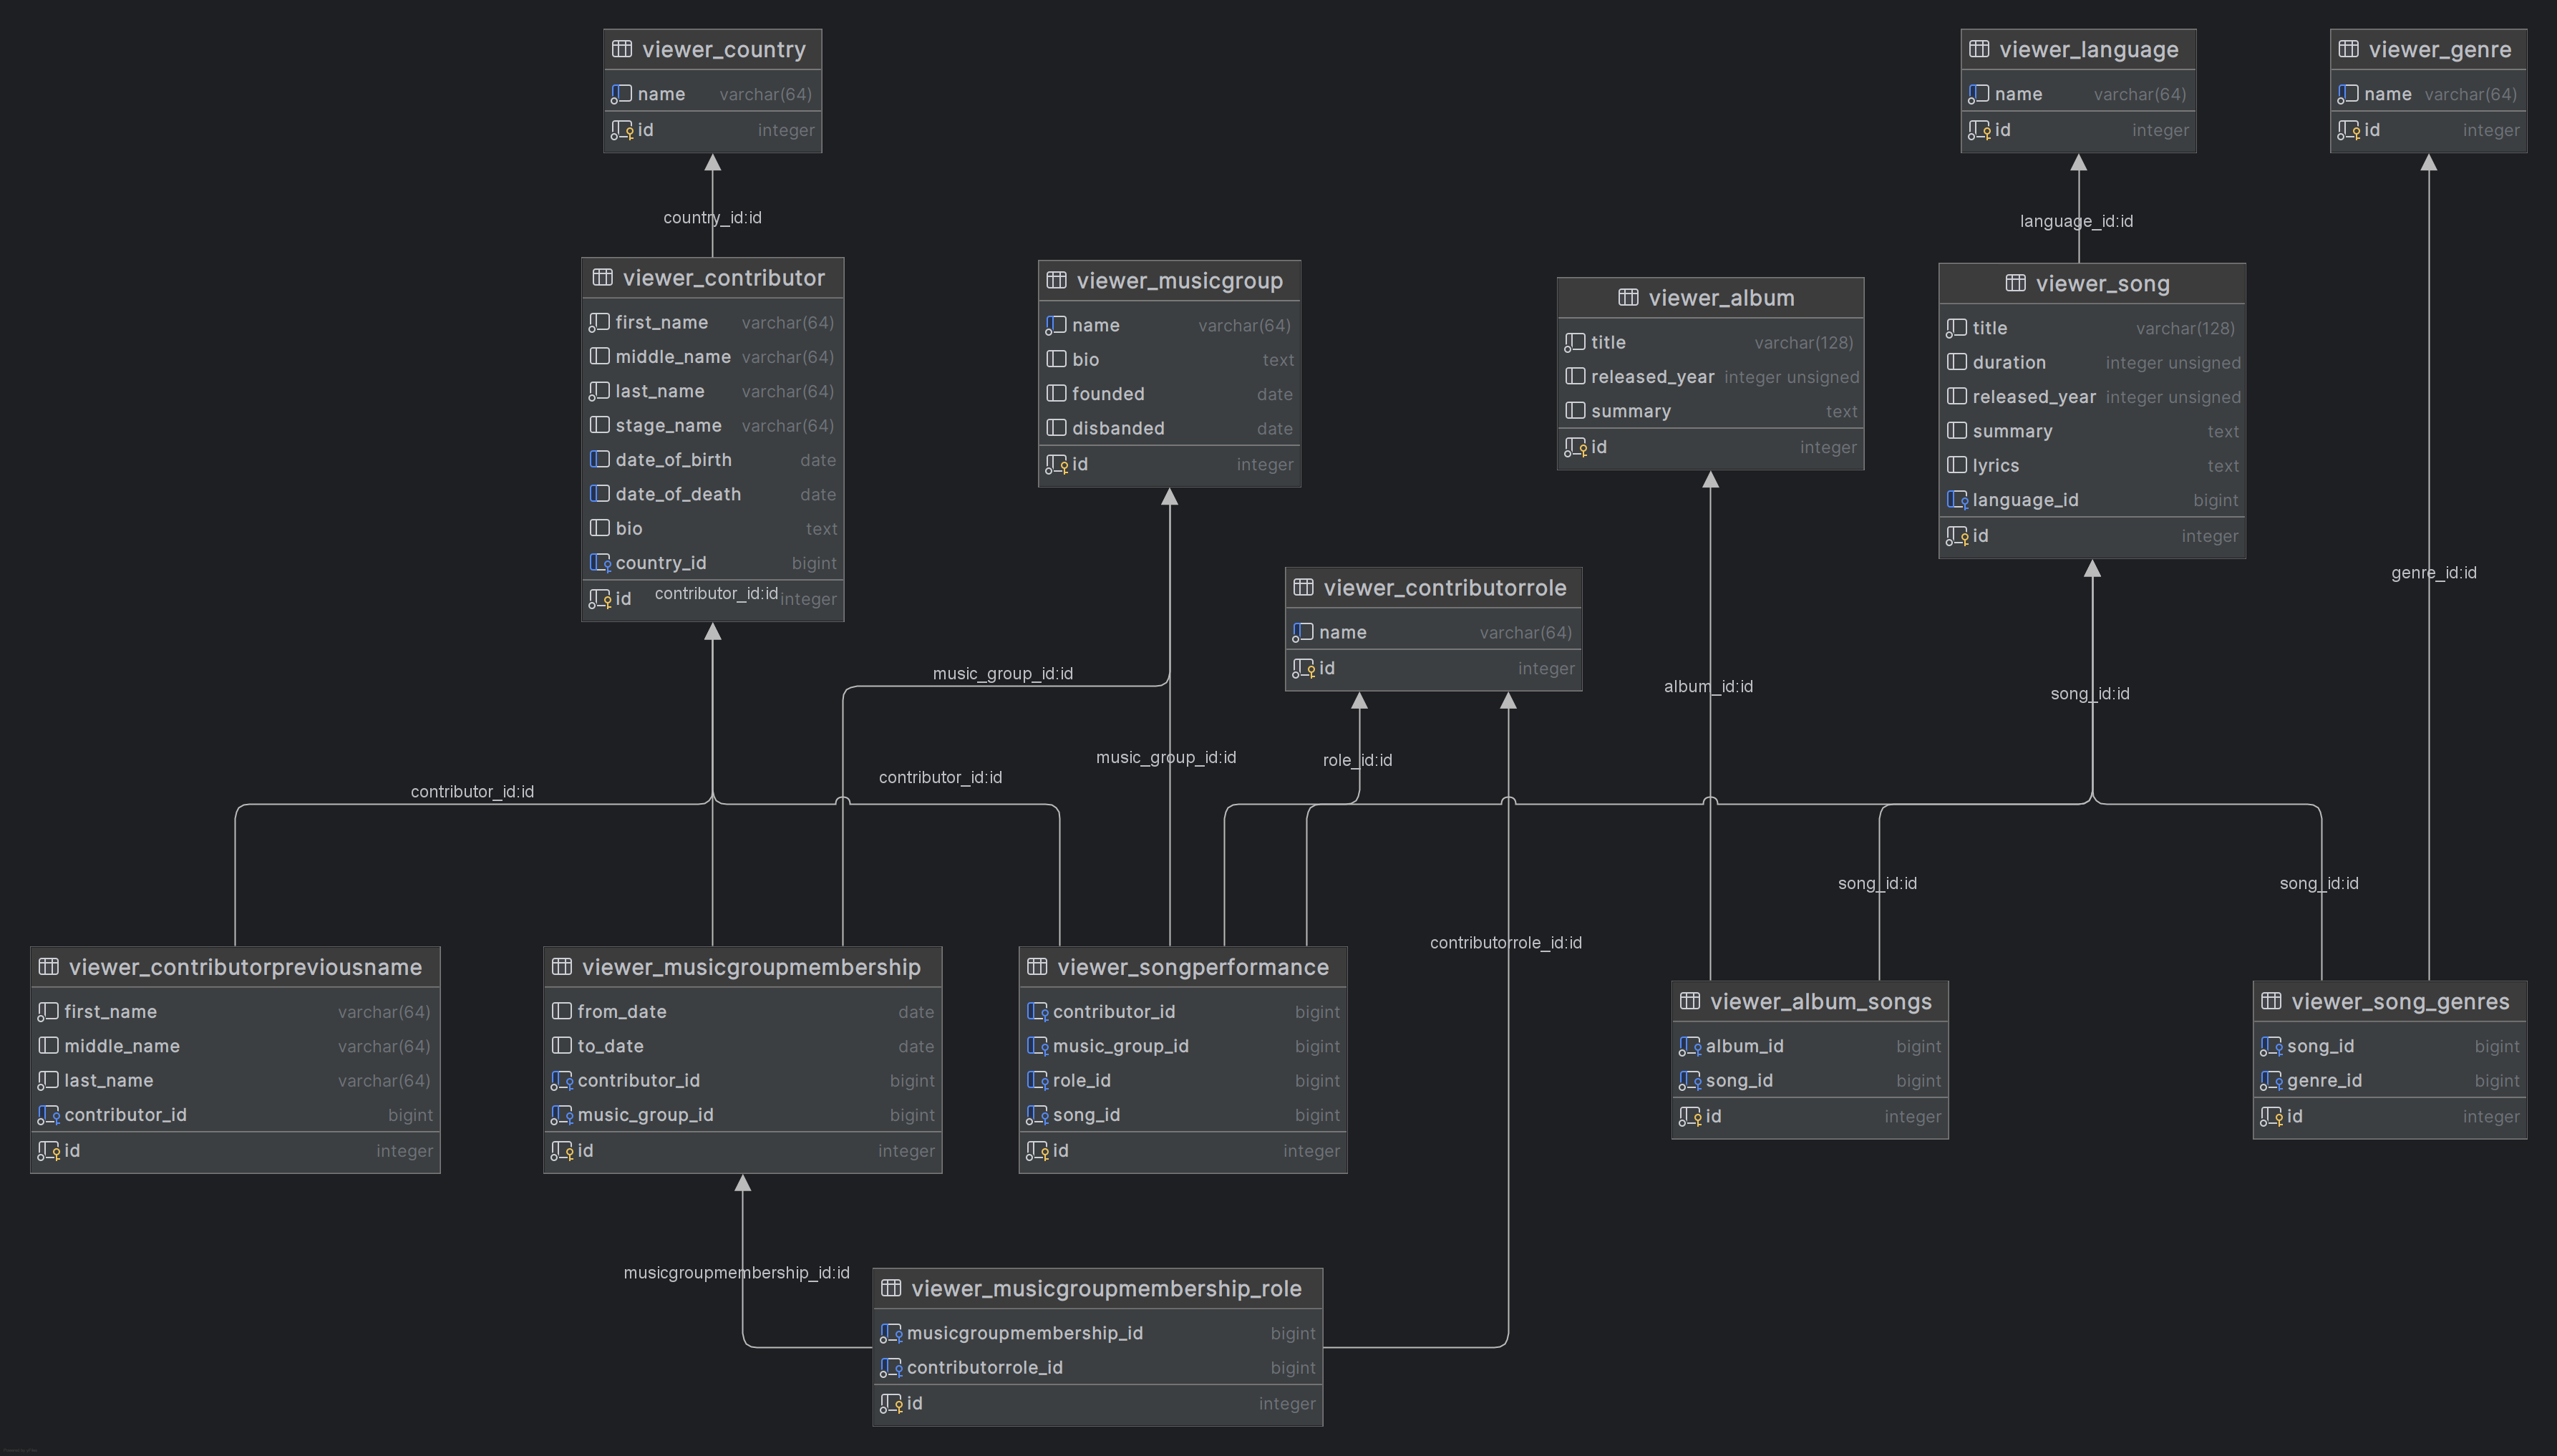 viewer_country
name varchar(64)
id integer
viewer_language
name varchar(64)
id integer
viewer_genre
name varchar(64)
id integer
country_id:id
language_id:id
viewer_contributor
first_name varchar(64)
middle_name varchar(64)
last_name varchar(64)
stage_name varchar(64)
date_of_birth date
date_of_death date
bio text
country_id bigint
id integer
contributor_id:id
viewer_musicgroup
name varchar(64)
bio text
founded date
disbanded date
id integer
viewer_album
title varchar(128)
released_year integer unsigned
summary text
id integer
viewer_song
title varchar(128)
duration integer unsigned
released_year integer unsigned
summary text
lyrics text
language_id bigint
id integer
viewer_contributorrole
name varchar(64)
id integer
genre_id:id
music_group_id:id
album_id:id
song_id:id
contributor_id:id
contributor_id:id
music_group_id:id
role_id:id
song_id:id
song_id:id
contributorrole_id:id
viewer_contributorpreviousname
first_name varchar(64)
middle_name varchar(64)
last_name varchar(64)
contributor_id bigint
id integer
viewer_musicgroupmembership
from_date date
to_date date
contributor_id bigint
music_group_id bigint
id integer
viewer_songperformance
contributor_id bigint
music_group_id bigint
role_id bigint
song_id bigint
id integer
viewer_album_songs
album_id bigint
song_id bigint
id integer
viewer_song_genres
song_id bigint
genre_id bigint
id integer
musicgroupmembership_id:id
viewer_musicgroupmembership_role
musicgroupmembership_id bigint
contributorrole_id bigint
id integer